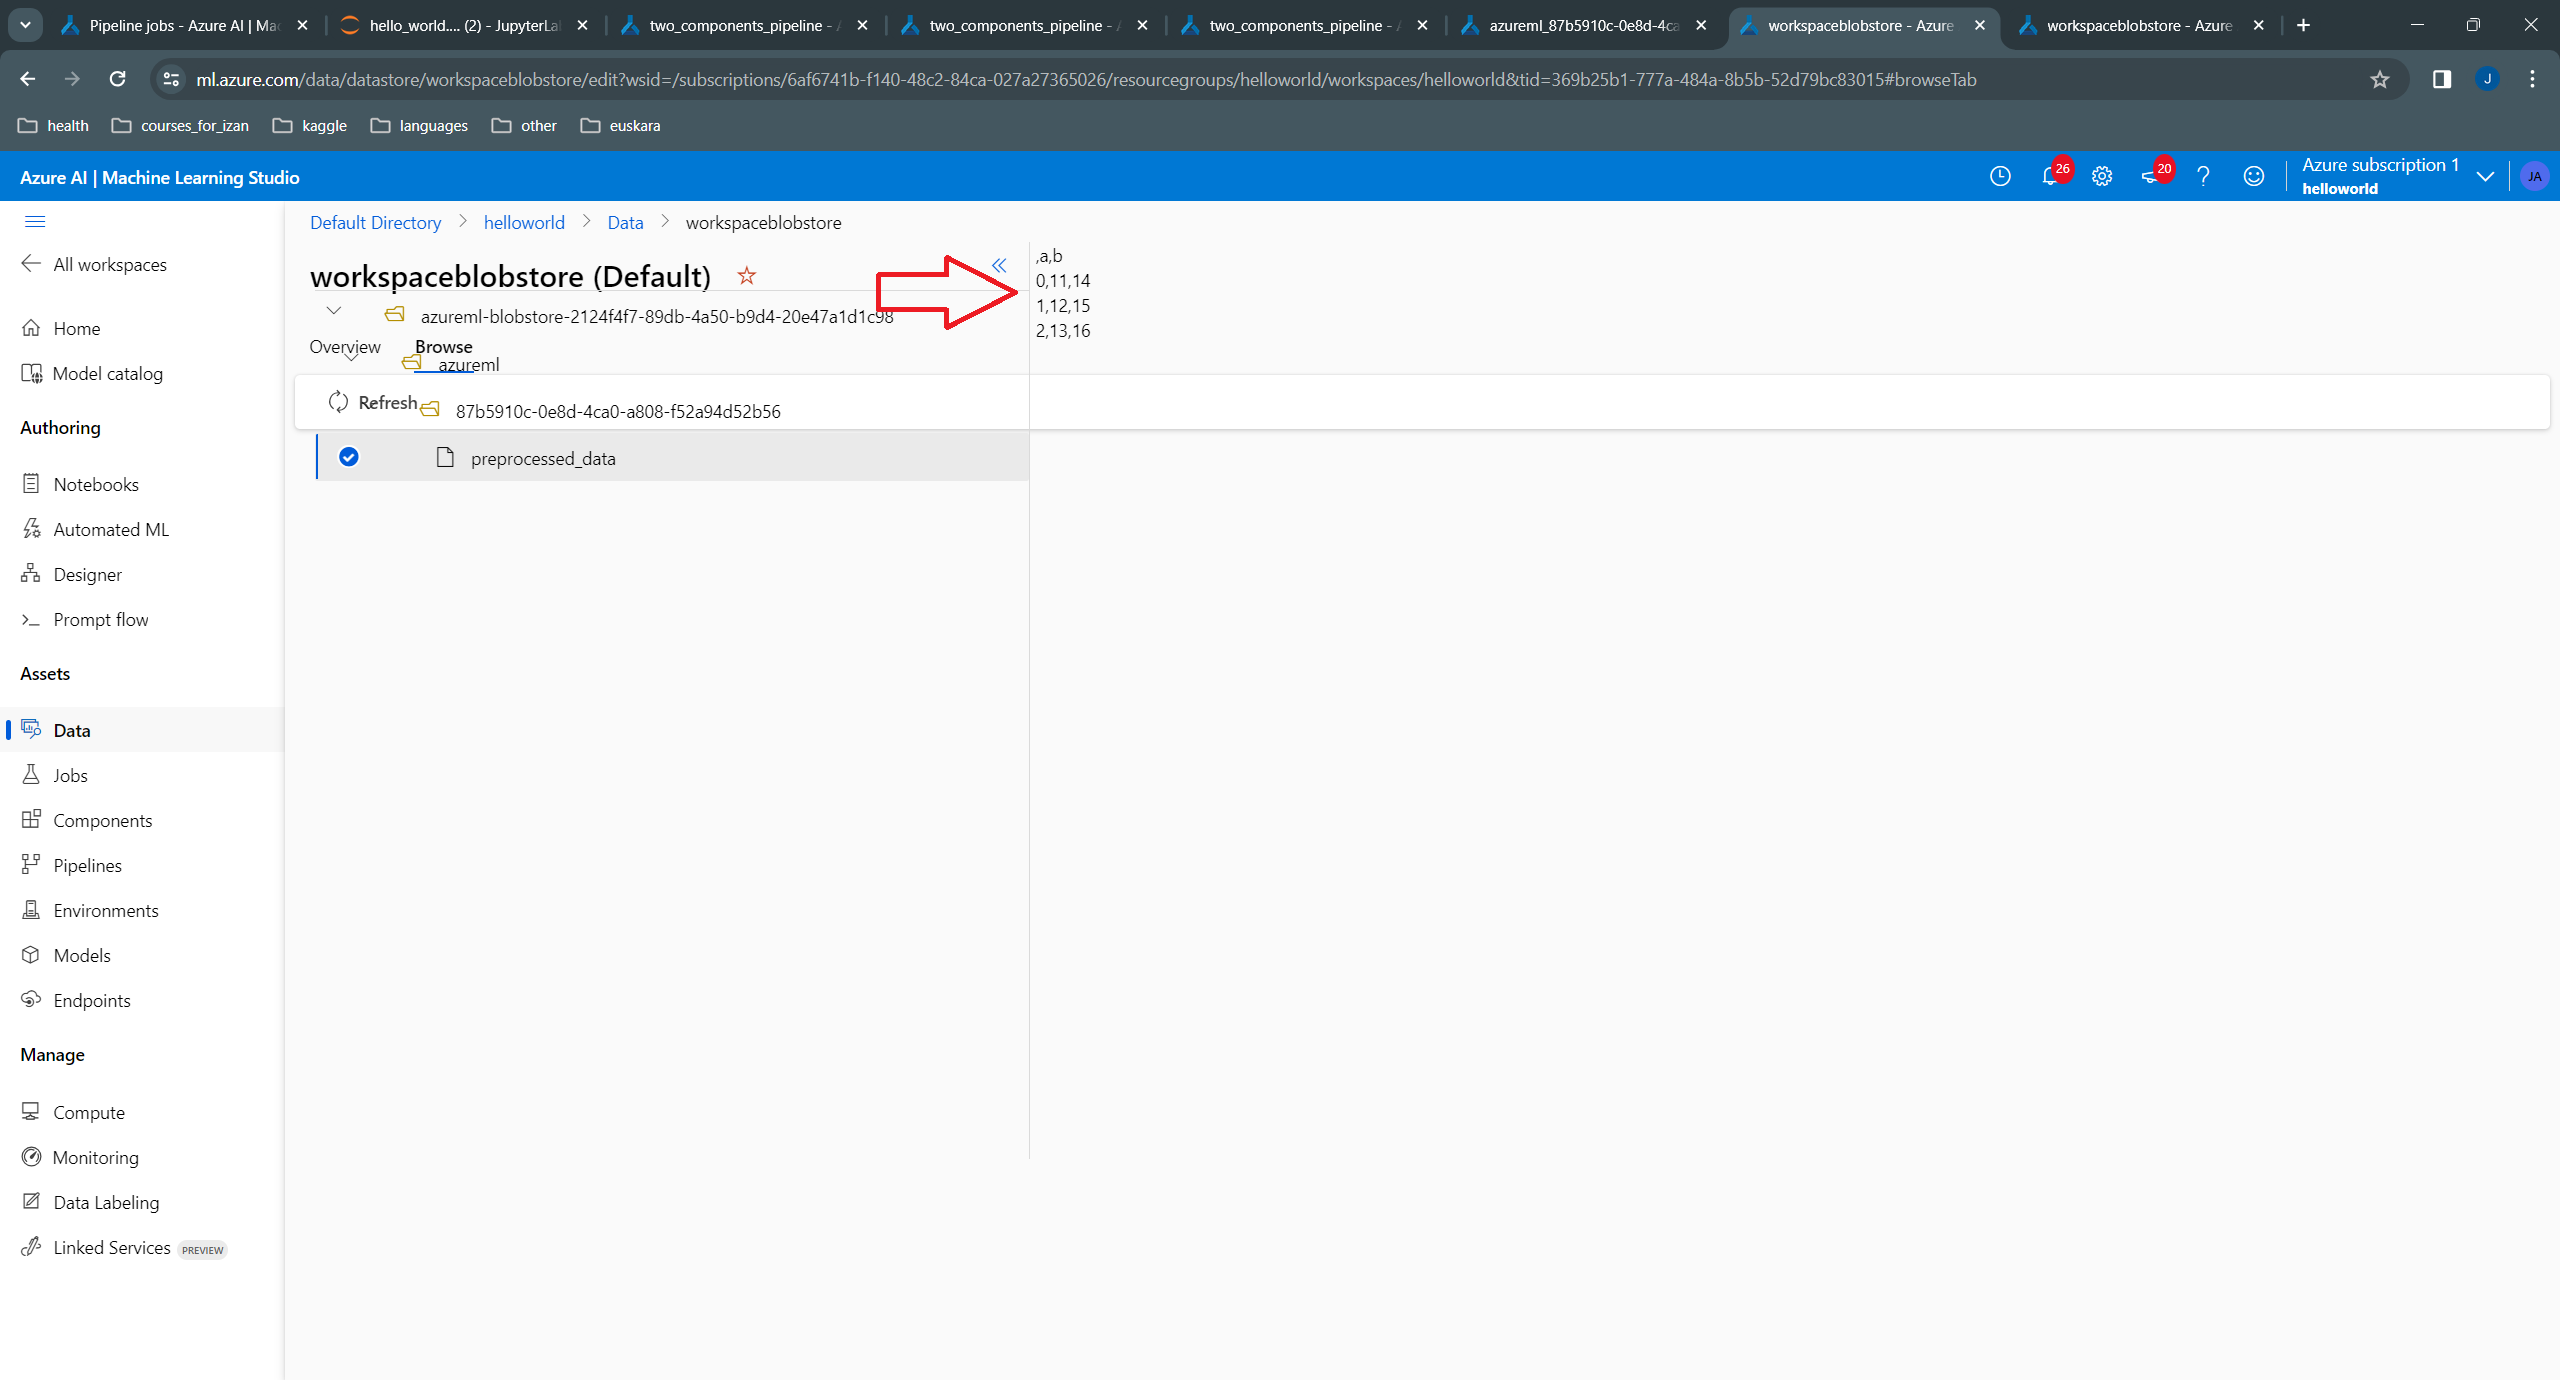 Pipeline jobs - Azure AI | Mac
hello_world.... (2) - JupyterLa
two_components_pipeline -
two_components_pipeline -
two_components_pipeline -
azureml_87b5910c-0e8d-4ca
workspaceblobstore - Azure
workspaceblobstore - Azure
ml.azure.com/data/datastore/workspaceblobstore/edit?wsid=/subscriptions/6af6741b-f140-48c2-84ca-027a27365026/resourcegroups/helloworld/workspaces/helloworld&tid=369b25b1-777a-484a-8b5b-52d79bc83015#browseTab
J
health
courses_for_izan
kaggle
languages
other
euskara
Azure AI | Machine Learning Studio
26
20
Azure subscription 1
helloworld
JA
All workspaces
Home
Model catalog
Authoring
Notebooks
Automated ML
Designer
Prompt flow
Assets
Data
Jobs
Components
Pipelines
Environments
Models
Endpoints
Manage
Compute
Monitoring
Data Labeling
Linked Services PREVIEW
Default Directory > helloworld > Data > workspaceblobstore
workspaceblobstore (Default)
azureml-blobstore-2124f4f7-89db-4a50-b9d4-20e47a1d1c98
Overview
Browse
azureml
Refresh
87b5910c-0e8d-4ca0-a808-f52a94d52b56
preprocessed_data
,a,b
0,11,14
1,12,15
2,13,16